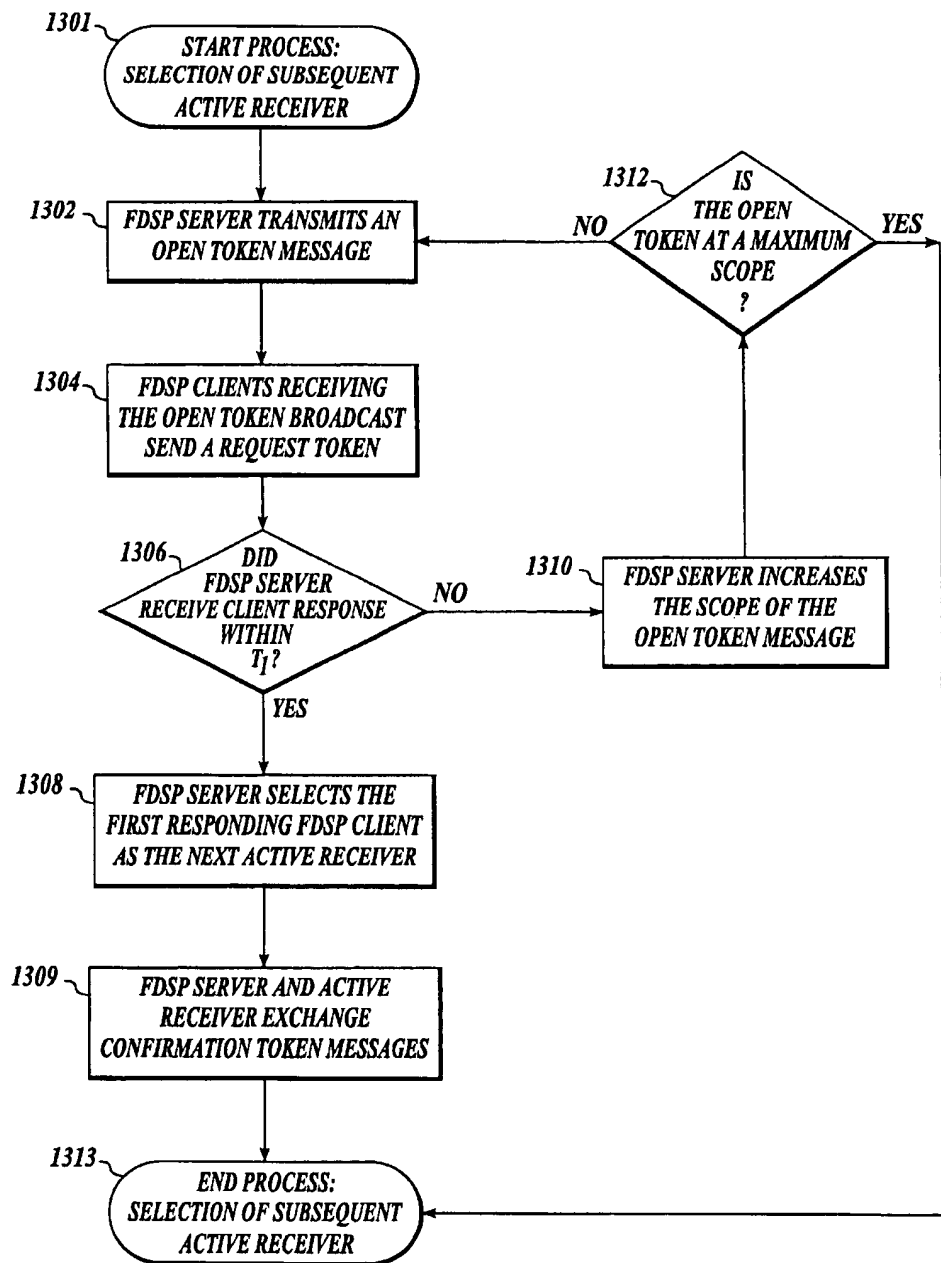 1301
START PROCESS:
SELECTION OF SUBSEQUENT
ACTIVE RECEIVER
1302
FDSP SERVER TRANSMITS AN
OPEN TOKEN MESSAGE
1312
IS
THE OPEN
TOKEN AT A MAXIMUM
SCOPE
?
NO
YES
1304
FDSP CLIENTS RECEIVING
THE OPEN TOKEN BROADCAST
SEND A REQUEST TOKEN
1306
DID
FDSP SERVER
RECEIVE CLIENT RESPONSE
WITHIN
T1?
NO
YES
1310
FDSP SERVER INCREASES
THE SCOPE OF THE
OPEN TOKEN MESSAGE
1308
FDSP SERVER SELECTS THE
FIRST RESPONDING FDSP CLIENT
AS THE NEXT ACTIVE RECEIVER
1309
FDSP SERVER AND ACTIVE
RECEIVER EXCHANGE
CONFIRMATION TOKEN MESSAGES
1313
END PROCESS:
SELECTION OF SUBSEQUENT
ACTIVE RECEIVER